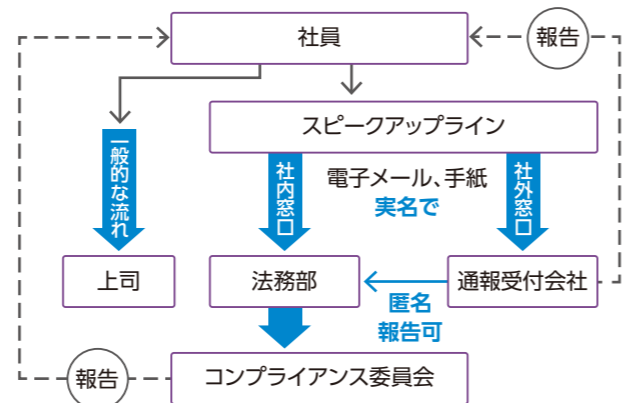 社員
報告
スピークアップライン
一般的な流れ
社内窓口
電子メール、手紙
実名で
社外窓口
上司
法務部
通報受付会社
匿名
報告可
報告
コンプライアンス委員会